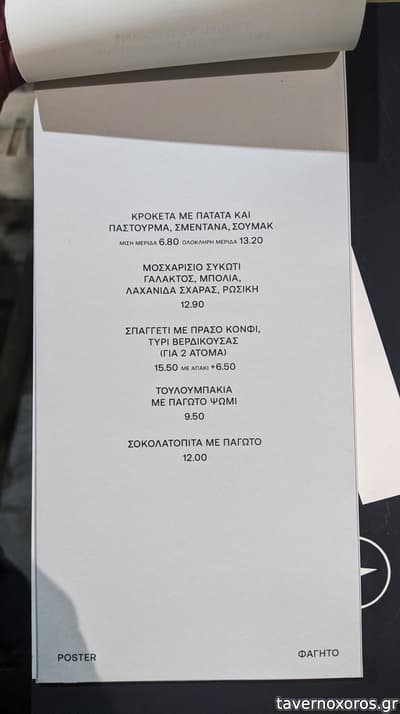 ΚΡΟΚΕΤΑ ΜΕ ΠΑΤΑΤΑ ΚΑΙ
ΠΑΣΤΟΥΡΜΑ, ΣΜΕΝΤΑΝΑ, ΣΟΥΜΑΚ
ΜΙΣΗ ΜΕΡΙΔΑ 6.80 ΟΛΟΚΛΗΡΗ ΜΕΡΙΔΑ 13.20
ΜΟΣΧΑΡΙΣΙΟ ΣΥΚΩΤΙ
ΓΑΛΑΚΤΟΣ, ΜΠΟΛΙΑ,
ΛΑΧΑΝΙΔΑ ΣΧΑΡΑΣ, ΡΩΣΙΚΗ
12.90
ΣΠΑΓΓΕΤΙ ΜΕ ΠΡΑΣΟ ΚΟΝΦΙ,
ΤΥΡΙ ΒΕΡΔΙΚΟΥΣΑΣ
(ΓΙΑ 2 ΑΤΟΜΑ)
15.50 ΜΕ ΑΠΑΚΙ +6.50
ΤΟΥΛΟΥΜΠΑΚΙΑ
ΜΕ ΠΑΓΩΤΟ ΨΩΜΙ
9.50
ΣΟΚΟΛΑΤΟΠΙΤΑ ΜΕ ΠΑΓΩΤΟ
12.00
POSTER ΦΑΓΗΤΟ
tavernoxoros.gr